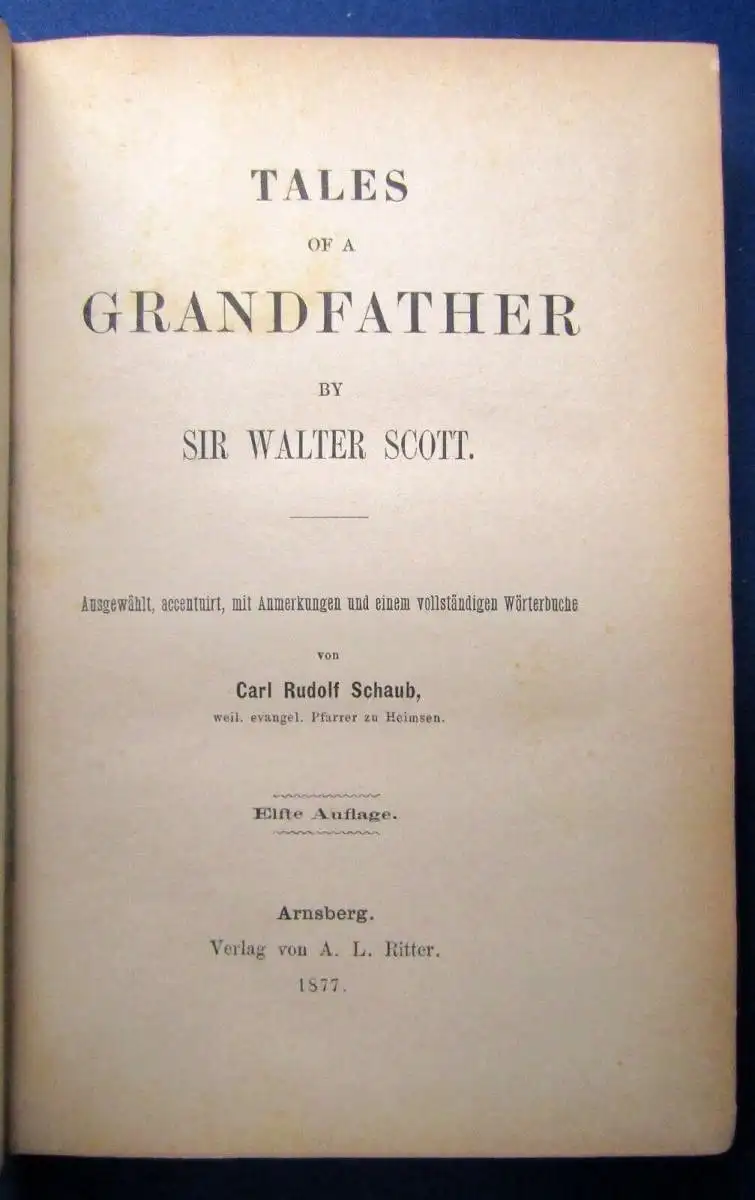 TALES
OF A
GRANDFATHER
BY
SIR WALTER SCOTT.
Ausgewählt, accentuirt, mit Anmerkungen und einem vollständigen Wörterbuche
von
Carl Rudolf Schaub,
weil. evangel. Pfarrer zu Heimsen.
Elfte Auflage.
Arnsberg.
Verlag von A. L. Ritter.
1877.